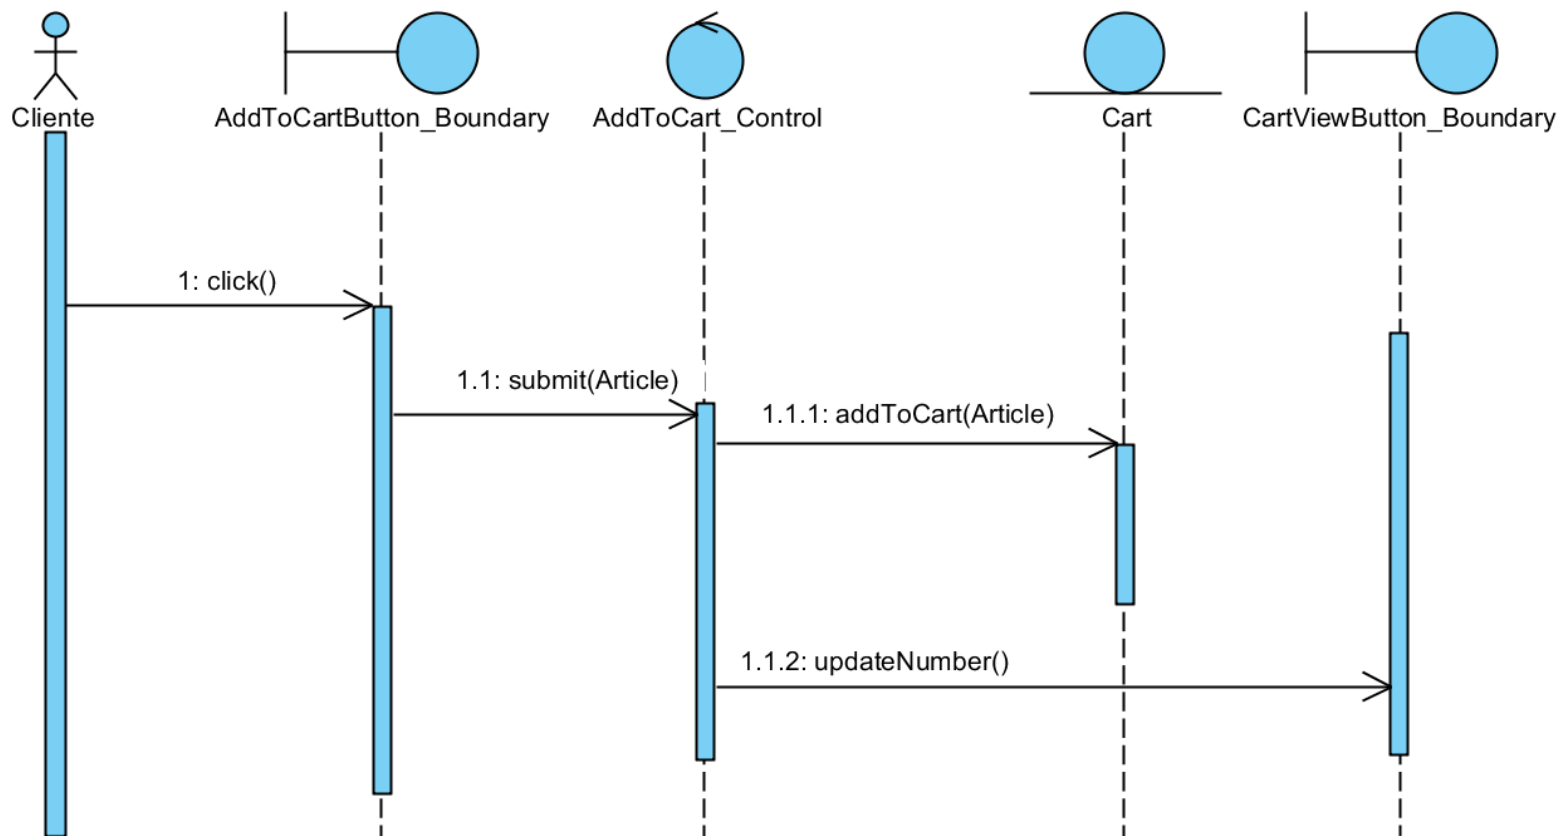 Cliente
AddToCartButton_Boundary
AddToCart_Control
Cart
CartViewButton_Boundary
1: click()
1.1: submit(Article)
1.1.1: addToCart(Article)
1.1.2: updateNumber()